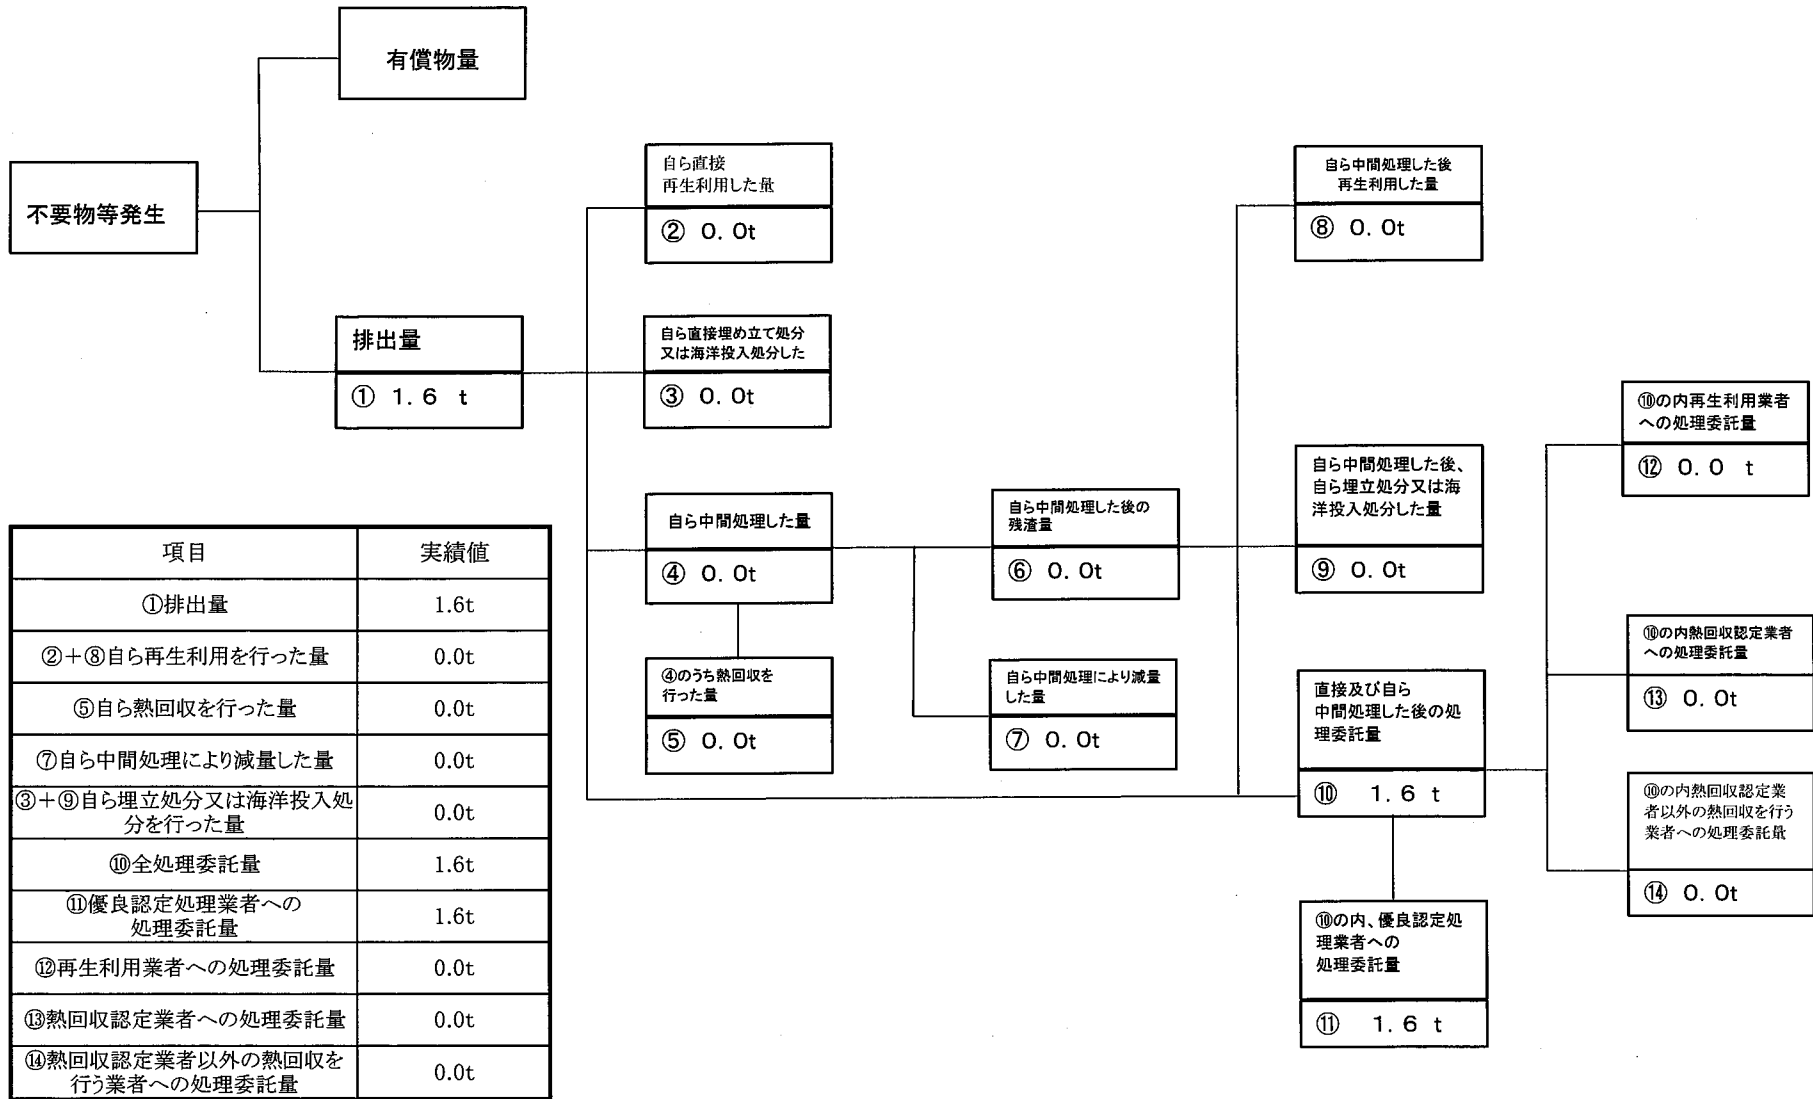 有償物量
不要物等発生
排出量
① 1.6 t
自ら直接
再生利用した量
② 0.0t
自ら直接埋め立て処分
又は海洋投入処分した
③ 0.0t
自ら中間処理した量
④ 0.0t
④のうち熱回収を
行った量
⑤ 0.0t
自ら中間処理した後の
残渣量
⑥ 0.0t
自ら中間処理により減量
した量
⑦ 0.0t
自ら中間処理した後
再生利用した量
⑧ 0.0t
自ら中間処理した後、
自ら埋立処分又は海
洋投入処分した量
⑨ 0.0t
直接及び自ら
中間処理した後の処
理委託量
⑩ 1.6 t
⑩の内、優良認定処
理業者への
処理委託量
⑪ 1.6 t
⑩の内再生利用業者
への処理委託量
⑫ 0.0 t
⑩の内熱回収認定業者
への処理委託量
⑬ 0.0t
⑩の内熱回収認定業
者以外の熱回収を行う
業者への処理委託量
⑭ 0.0t
項目 実績値
①排出量 1.6t
②+⑧自ら再生利用を行った量 0.0t
⑤自ら熱回収を行った量 0.0t
⑦自ら中間処理により減量した量 0.0t
③+⑨自ら埋立処分又は海洋投入処
分を行った量 0.0t
⑩全処理委託量 1.6t
⑪優良認定処理業者への
処理委託量 1.6t
⑫再生利用業者への処理委託量 0.0t
⑬熱回収認定業者への処理委託量 0.0t
⑭熱回収認定業者以外の熱回収を
行う業者への処理委託量 0.0t